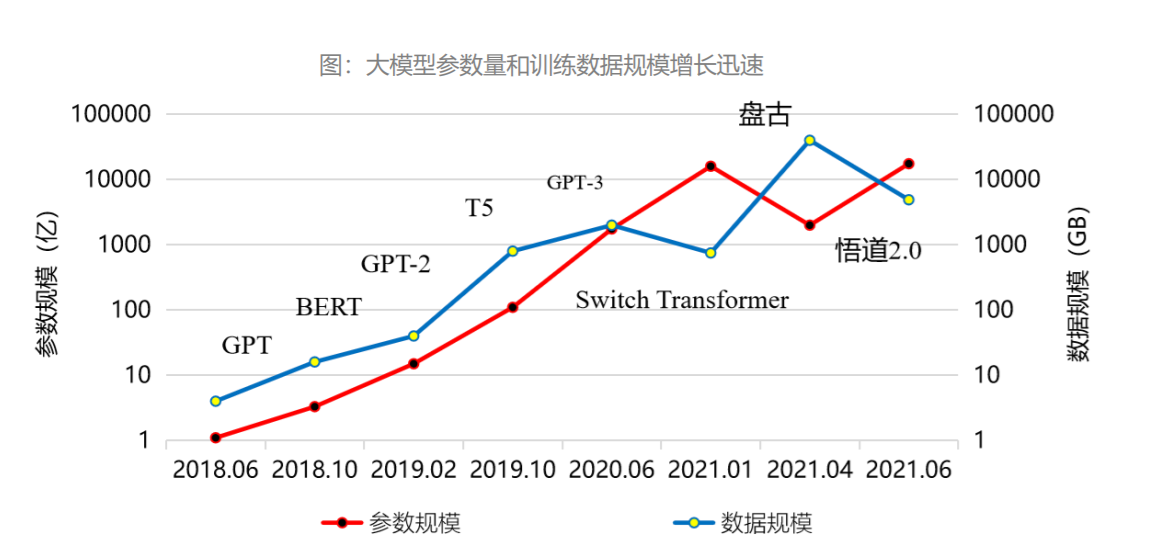 图：大模型参数量和训练数据规模增长迅速
100000
10000
1000
100
10
1
参数规模（亿）
100000
10000
1000
100
10
1
数据规模（GB）
GPT
BERT
GPT-2
T5
GPT-3
Switch Transformer
盘古
悟道2.0
2018.06 2018.10 2019.02 2019.10 2020.06 2021.01 2021.04 2021.06
参数规模 数据规模